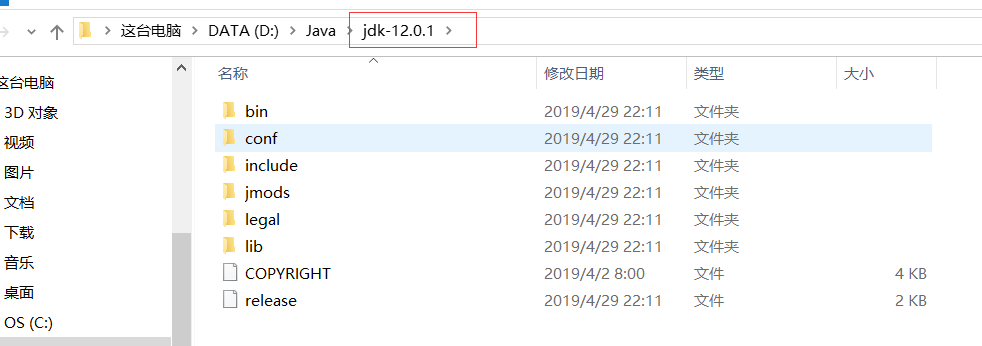 这台电脑 > DATA (D:) > Java > jdk-12.0.1 >
名称 修改日期 类型 大小
这台电脑
3D 对象
视频
图片
文档
下载
音乐
桌面
OS (C:)
bin 2019/4/29 22:11 文件夹
conf 2019/4/29 22:11 文件夹
include 2019/4/29 22:11 文件夹
jmods 2019/4/29 22:11 文件夹
legal 2019/4/29 22:11 文件夹
lib 2019/4/29 22:11 文件夹
COPYRIGHT 2019/4/2 8:00 文件 4 KB
release 2019/4/29 22:11 文件 2 KB